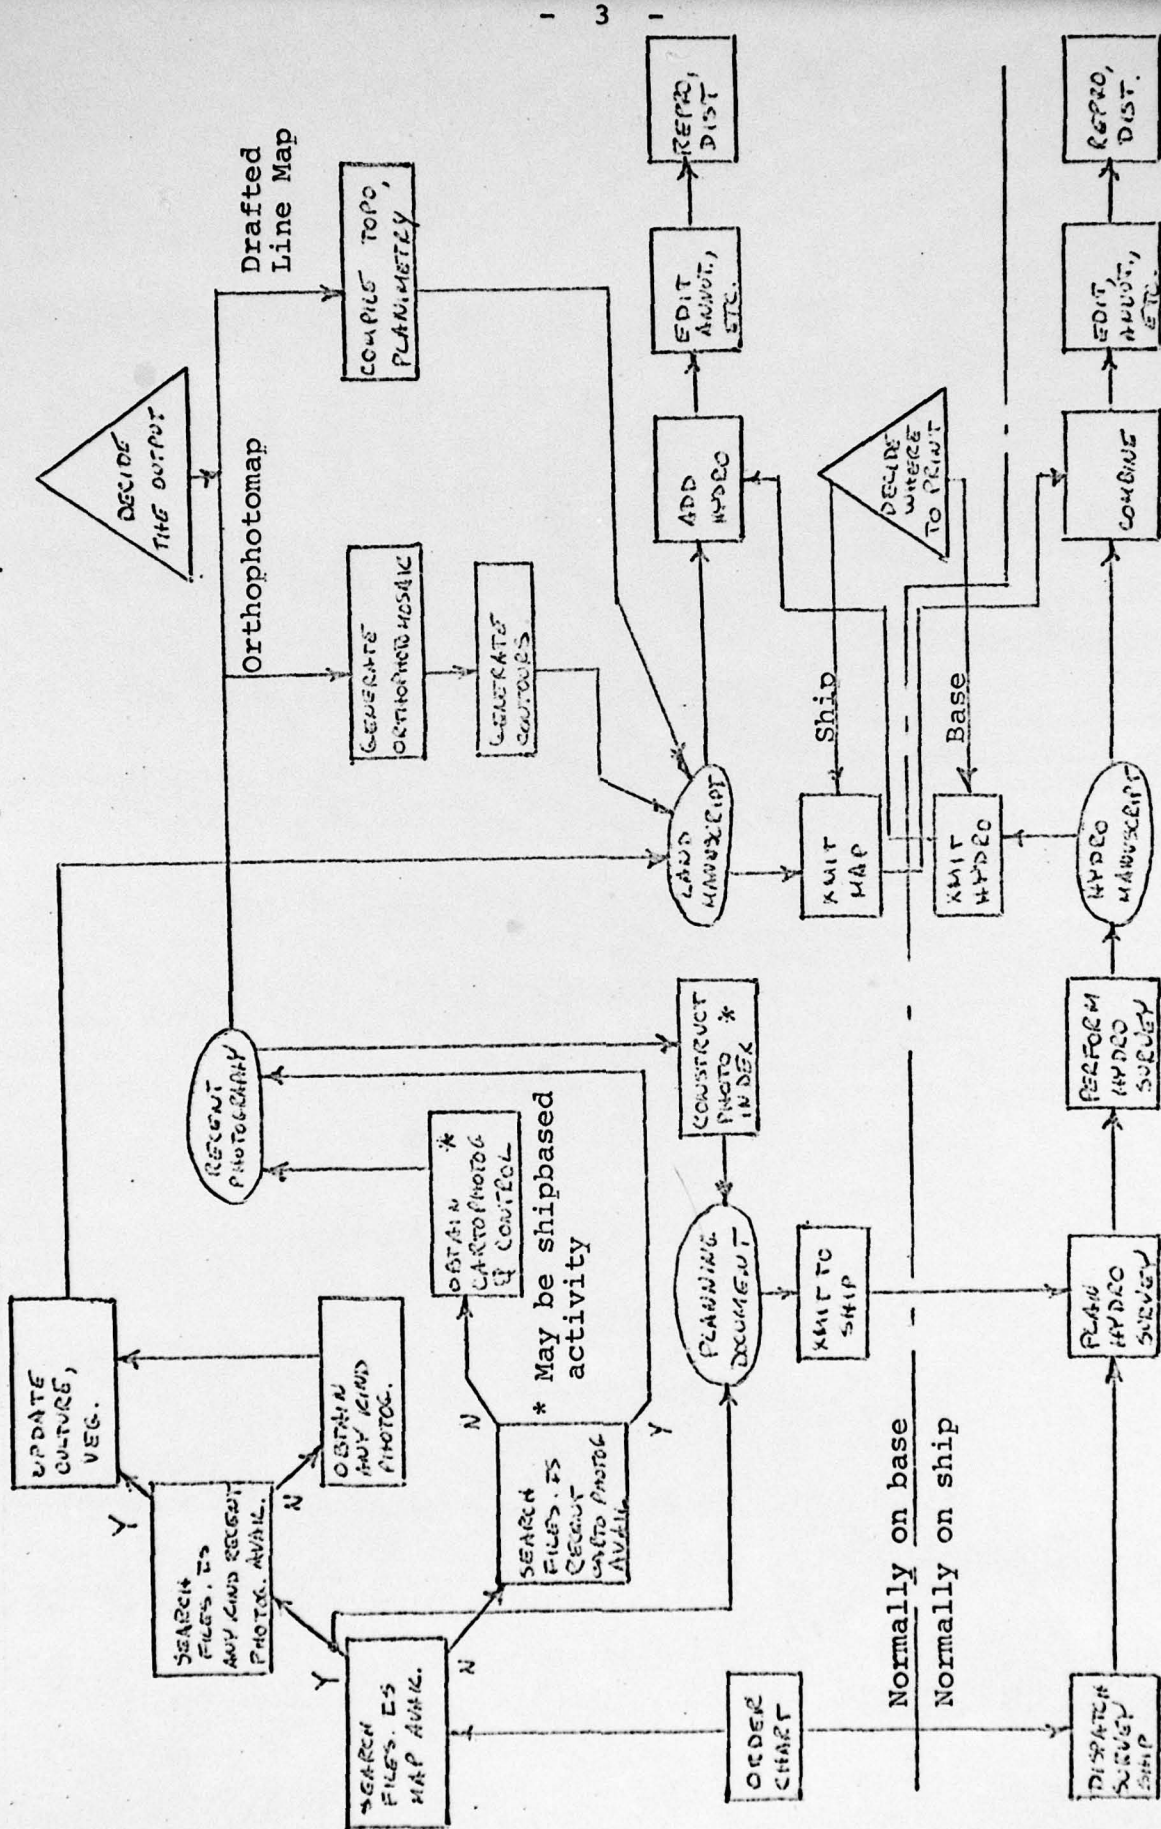 - 3 -
DECIDE
THE OUTPUT
Orthophotomap
Drafted
Line Map
UPDATE
CULTURE,
VEG.
RECENT
PHOTOGRAPHY
GENERATE
ORTHOPHOTOMOSAIC
GENERATE
CONTOURS
COMPILE TOPO,
PLANIMETRY
Y
SEARCH
FILES. IS
ANY KIND RECENT
PHOTOG. AVAIL.
N
OBTAIN
ANY KIND
PHOTOG.
OBTAIN *
CARTOPHOTOG
& CONTROL
* May be shipbased
activity
Y
SEARCH
FILES. IS
MAP AVAIL.
N
N
SEARCH
FILES. IS
RECENT
CARTO PHOTOG
AVAIL
Y
CONSTRUCT
PHOTO *
INDEX
PLANNING
DOCUMENT
XMIT TO
SHIP
LAND
MANUSCRIPT
ADD
HYDRO
EDIT
ANNOT.,
ETC.
REPRO,
DIST
XMIT
MAP
Ship
DECIDE
WHERE
TO PRINT
Base
XMIT
HYDRO
ORDER
CHART
Normally on base
Normally on ship
DISPATCH
SURVEY
SHIP
PLAN
HYDRO
SURVEY
PERFORM
HYDRO
SURVEY
HYDRO
MANUSCRIPT
COMBINE
EDIT,
ANNOT.,
ETC.
REPRO,
DIST.